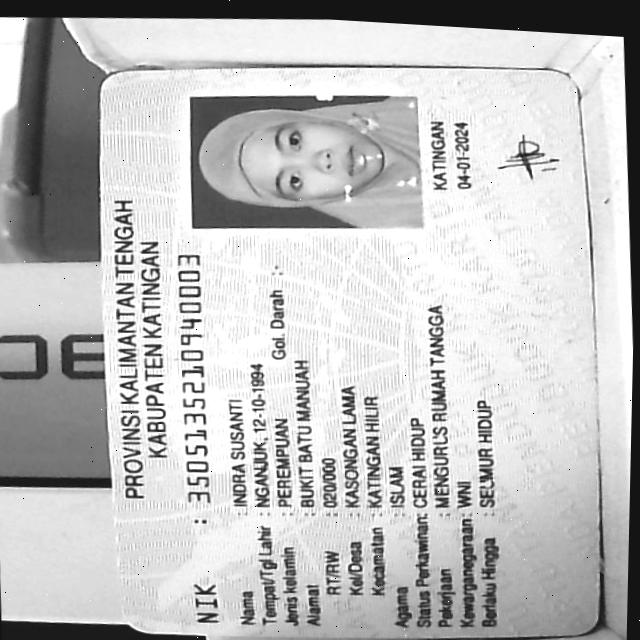 PROVINSI KALIMANTAN TENGAH
KABUPATEN KATINGAN
NIK : 3505135210940003
Nama : INDRA SUSANTI
Tempat/Tgl Lahir : NGANJUK, 12-10-1994
Jenis kelamin : PEREMPUAN Gol. Darah : -
Alamat : BUKIT BATU MANUAH
RT/RW : 020/000
Kel/Desa : KASONGAN LAMA
Kecamatan : KATINGAN HILIR
Agama : ISLAM
Status Perkawinan: CERAI HIDUP
Pekerjaan : MENGURUS RUMAH TANGGA
Kewarganegaraan: WNI
Berlaku Hingga : SEUMUR HIDUP
KATINGAN
04-01-2024